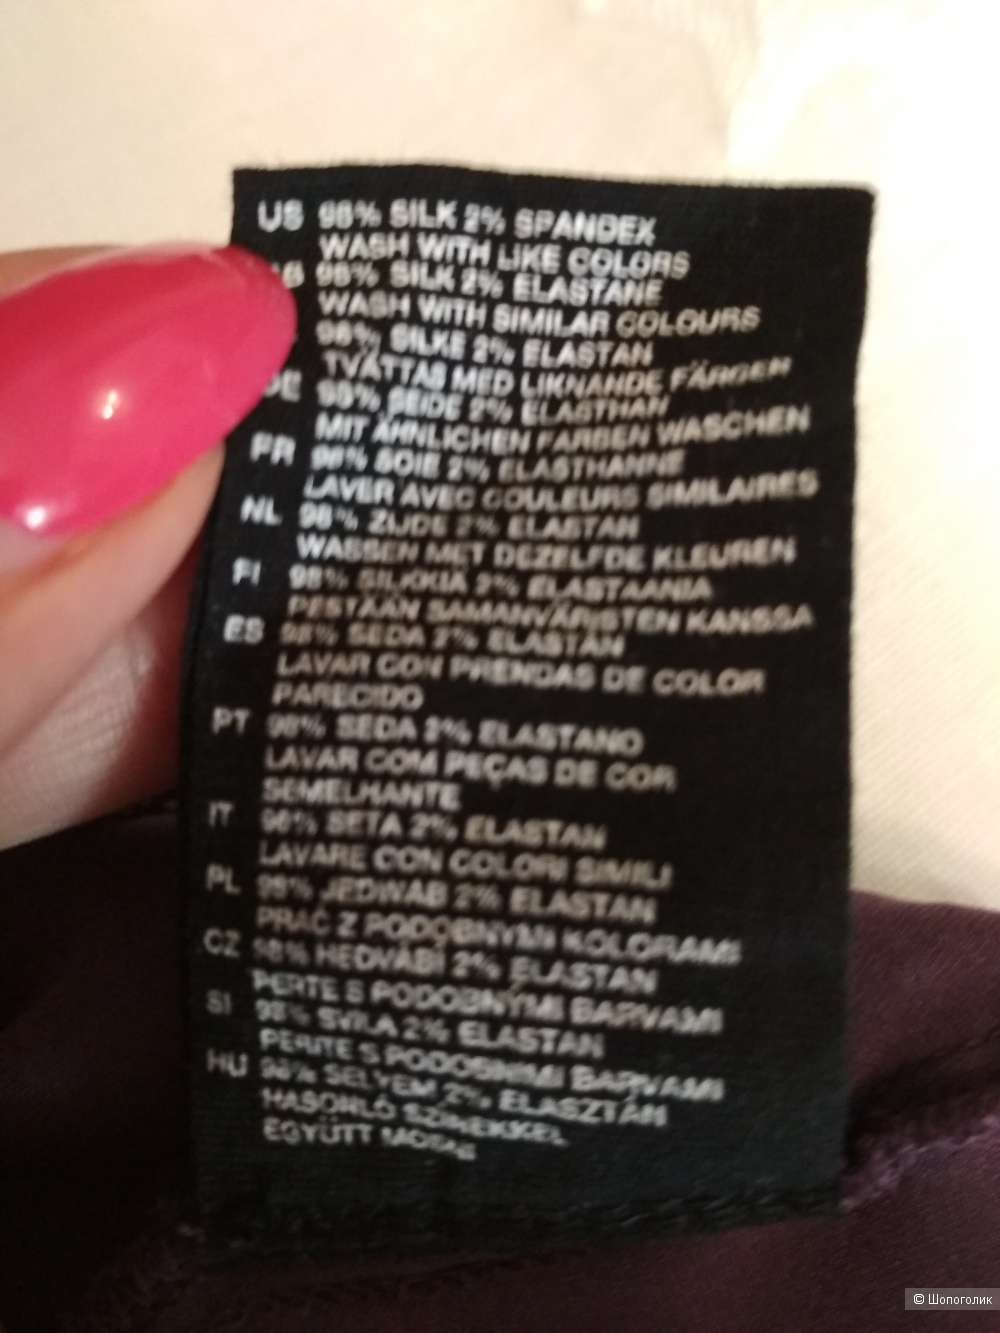 US 98% SILK 2% SPANDEX
WASH WITH LIKE COLORS
98% SILK 2% ELASTANE
WASH WITH SIMILAR COLOURS
98% SILKE 2% ELASTAN
TVÄTTAS MED LIKNANDE FÄRGER
DE 98% SEIDE 2% ELASTHAN
MIT ÄHNLICHEN FARBEN WASCHEN
FR 98% SOIE 2% ELASTHANNE
LAVER AVEC COULEURS SIMILAIRES
NL 98% ZIJDE 2% ELASTAN
WASSEN MET DEZELFDE KLEUREN
FI 98% SILKKIA 2% ELASTAANIA
PESTÄÄN SAMANVÄRISTEN KANSSA
ES 98% SEDA 2% ELASTÁN
LAVAR CON PRENDAS DE COLOR
PARECIDO
PT 98% SEDA 2% ELASTANO
LAVAR COM PEÇAS DE COR
SEMELHANTE
IT 98% SETA 2% ELASTAN
LAVARE CON COLORI SIMILI
PL 98% JEDWAB 2% ELASTAN
PRAĆ Z PODOBNYMI KOLORAMI
CZ 98% HEDVÁBÍ 2% ELASTAN
PERTE S PODOBNÝMI BARVAMI
SI 98% SVILA 2% ELASTAN
PERITE S PODOBNIMI BARVAMI
HU 98% SELYEM 2% ELASZTÁN
HASONLÓ SZÍNEKKEL
EGYÜTT MOSNI
© Шопоголик